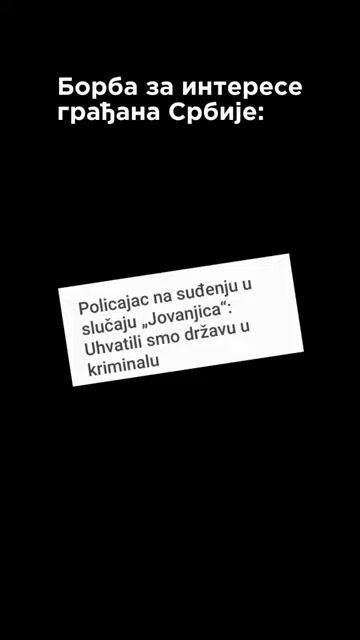 Борба за интересе
грађана Србије:
Policajac na suđenju u
slučaju „Jovanjica“:
Uhvatili smo državu u
kriminalu